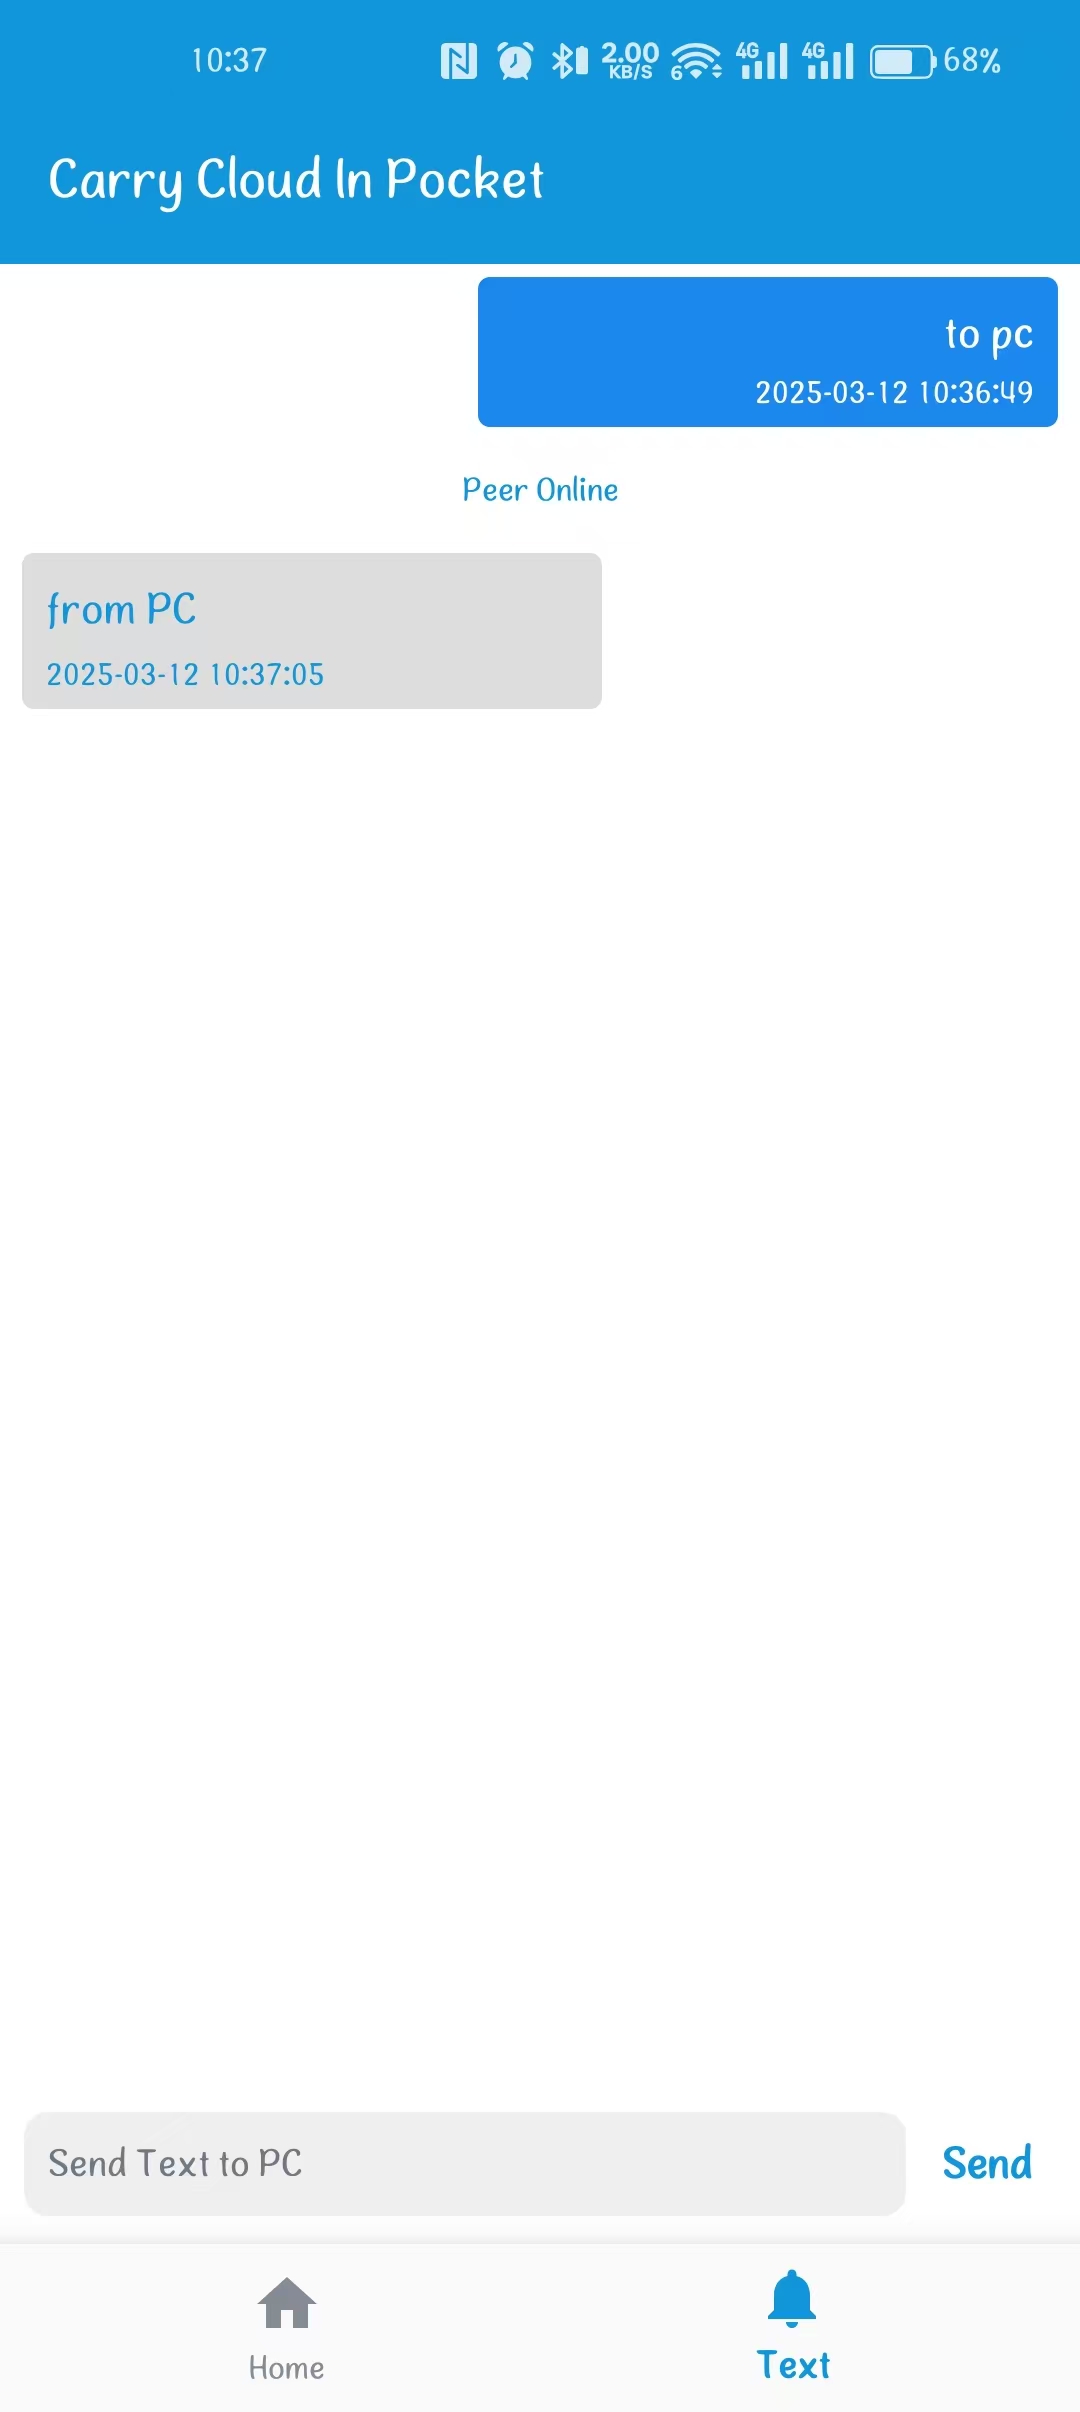 10:37 2.00 KB/S 6 4G 4G 68%
Carry Cloud In Pocket
to pc
2025-03-12 10:36:49
Peer Online
from PC
2025-03-12 10:37:05
Send Text to PC Send
Home Text